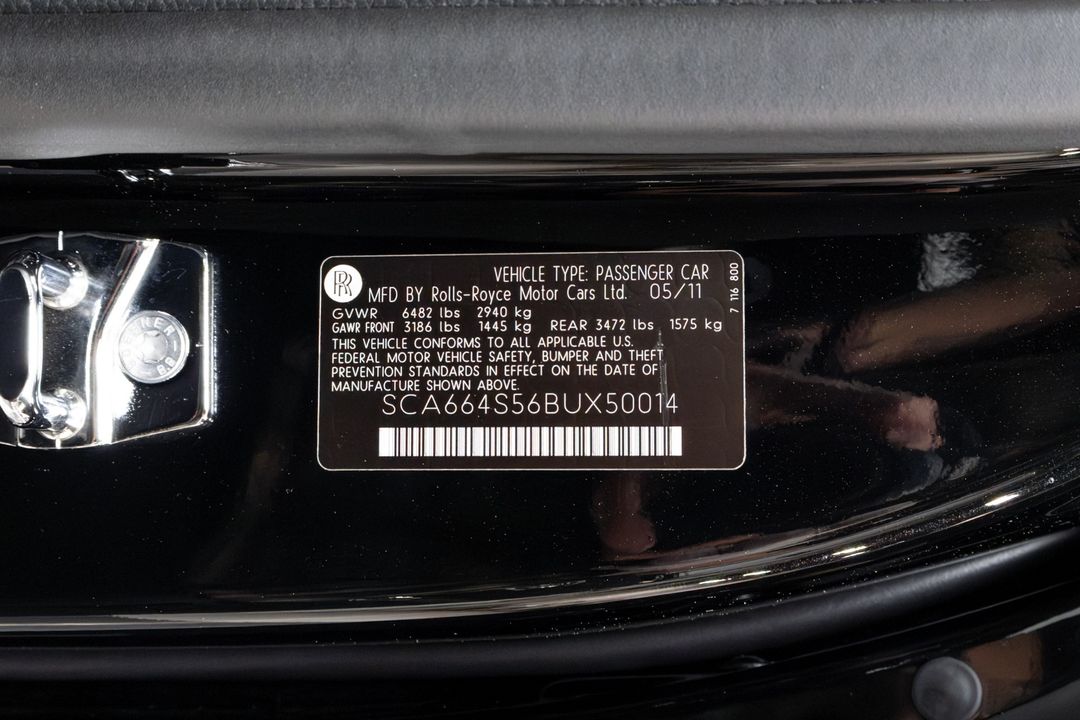 RR
VEHICLE TYPE: PASSENGER CAR
MFD BY Rolls-Royce Motor Cars Ltd. 05/11
7 116 800
GVWR 6482 lbs 2940 kg
GAWR FRONT 3186 lbs 1445 kg REAR 3472 lbs 1575 kg
THIS VEHICLE CONFORMS TO ALL APPLICABLE U.S.
FEDERAL MOTOR VEHICLE SAFETY, BUMPER AND THEFT
PREVENTION STANDARDS IN EFFECT ON THE DATE OF
MANUFACTURE SHOWN ABOVE.
SCA664S56BUX50014